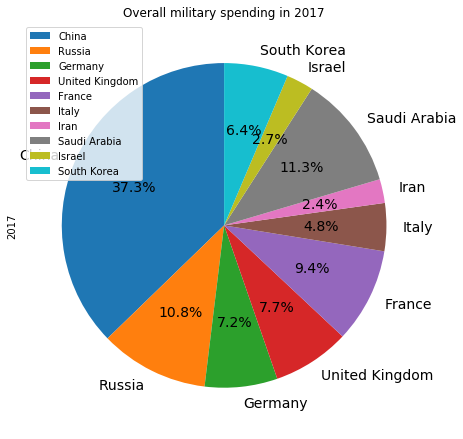 Overall military spending in 2017
China
Russia
Germany
United Kingdom
France
Italy
Iran
Saudi Arabia
Israel
South Korea
South Korea
Israel
Saudi Arabia
Iran
Italy
France
United Kingdom
Germany
Russia
6.4%
2.7%
11.3%
2.4%
4.8%
9.4%
7.7%
7.2%
10.8%
37.3%
2017